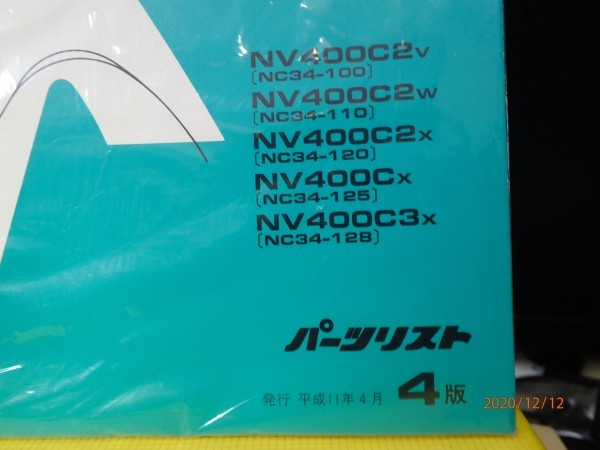 NV400C2V
〔NC34-100〕
NV400C2W
〔NC34-110〕
NV400C2X
〔NC34-120〕
NV400CX
〔NC34-125〕
NV400C3X
〔NC34-128〕
パーツリスト
発行 平成11年4月 4版
2020/12/12